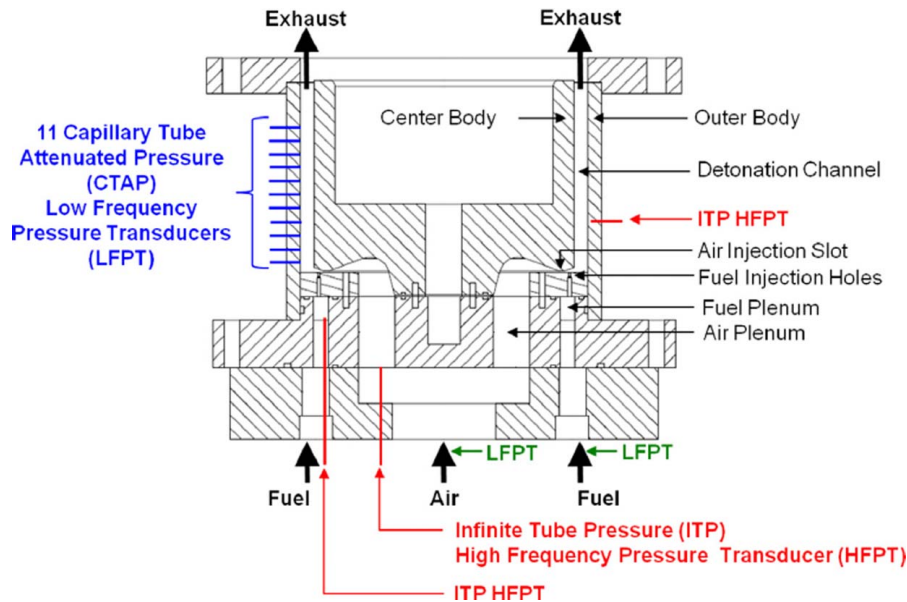 Exhaust
Exhaust
11 Capillary Tube
Attenuated Pressure
(CTAP)
Low Frequency
Pressure Transducers
(LFPT)
Center Body
Outer Body
Detonation Channel
ITP HFPT
Air Injection Slot
Fuel Injection Holes
Fuel Plenum
Air Plenum
LFPT
LFPT
Fuel
Air
Fuel
Infinite Tube Pressure (ITP)
High Frequency Pressure Transducer (HFPT)
ITP HFPT